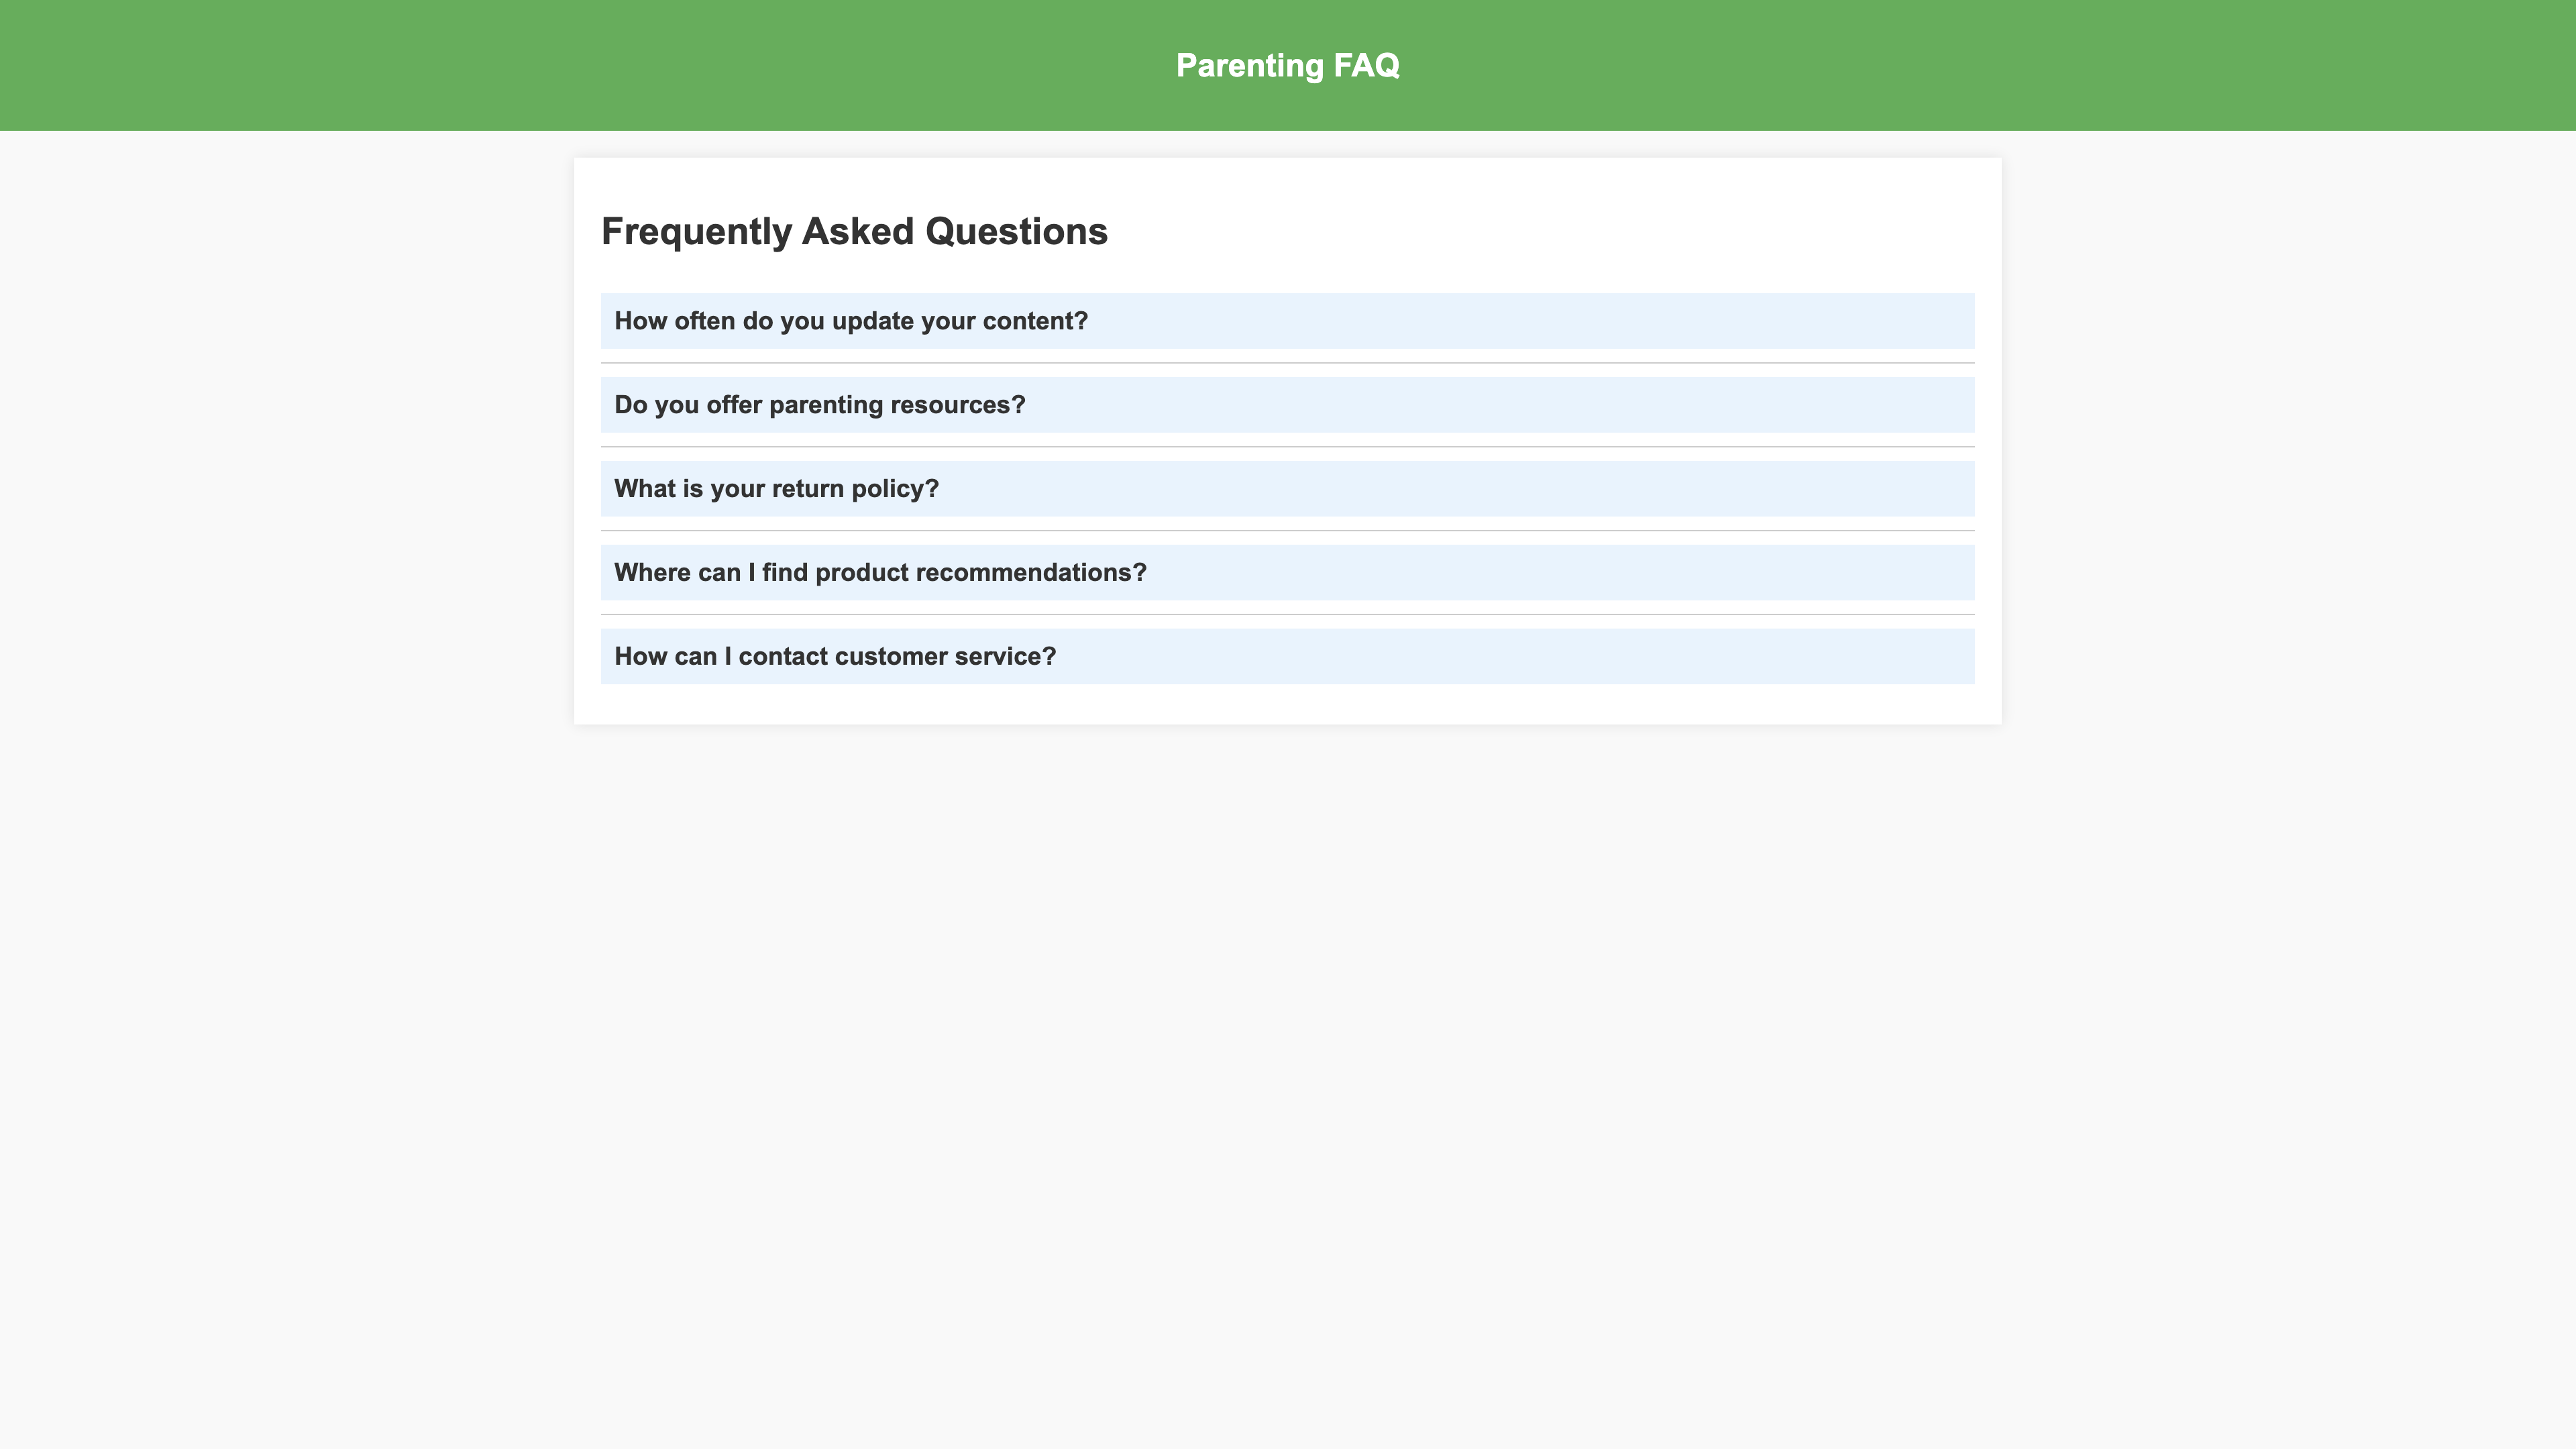 Parenting FAQ
Frequently Asked Questions
How often do you update your content?
Do you offer parenting resources?
What is your return policy?
Where can I find product recommendations?
How can I contact customer service?